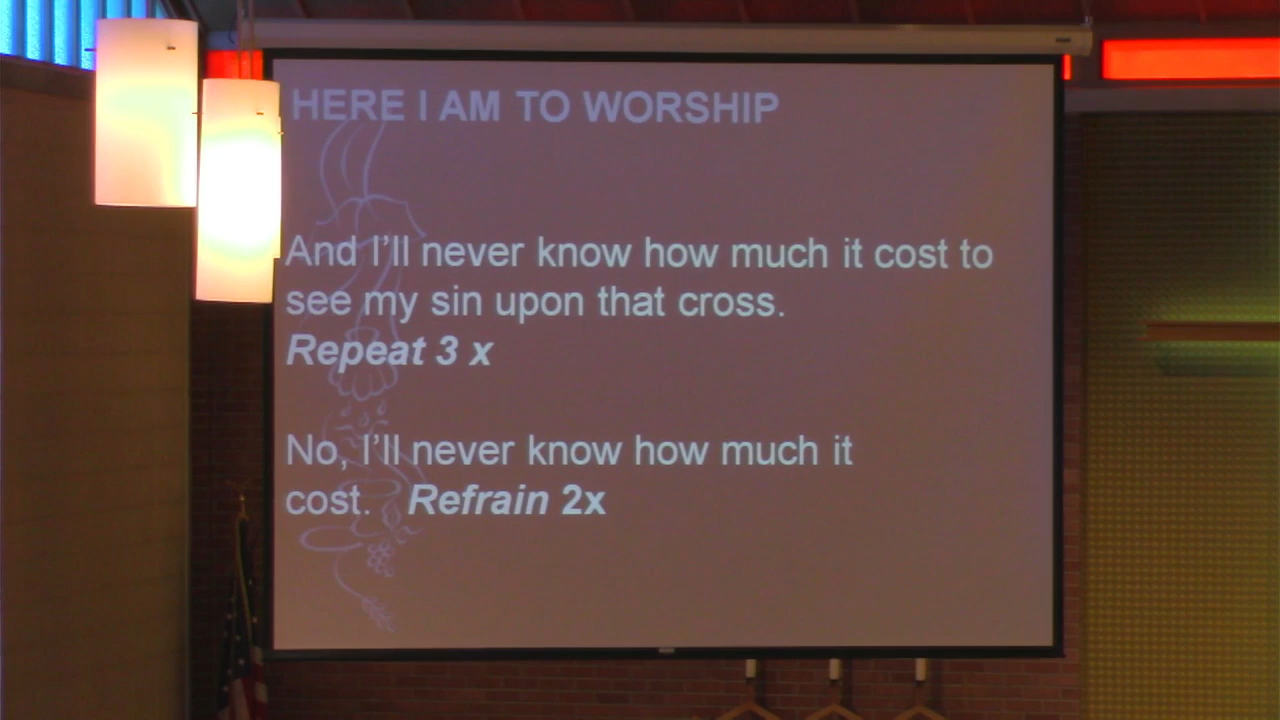 HERE I AM TO WORSHIP
And I’ll never know how much it cost to
see my sin upon that cross.
Repeat 3 x
No, I’ll never know how much it
cost. Refrain 2x